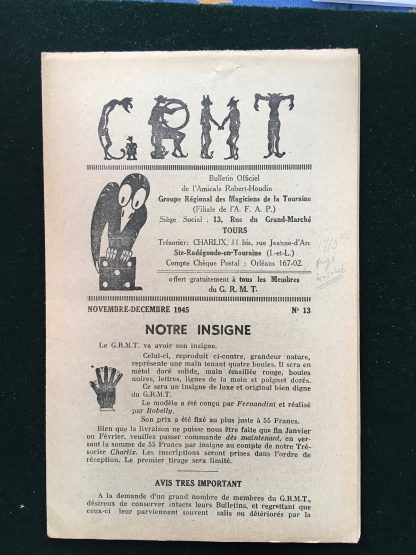 G.R.M.T
Bulletin Officiel
de l'Amicale Robert-Houdin
Groupe Régional des Magiciens de la Touraine
(Filiale de l'A. F. A. P.)
Siège Social : 13, Rue du Grand-Marché
TOURS
Trésorier: CHARLIX, 11 bis, rue Jeanne-d'Arc
Ste-Radégonde-en-Touraine (I.-et-L.)
Compte Chèque Postal : Orléans 167-02.
offert gratuitement à tous les Membres
du G. R. M. T.
NOVEMBRE-DECEMBRE 1945 N° 13
NOTRE INSIGNE
Le G.R.M.T. va avoir son insigne.
Celui-ci, reproduit ci-contre, grandeur nature,
représente une main tenant quatre boules. Il sera en
métal doré solide, main émaillée rouge, boules
noires, lettres, lignes de la main et poignet dorés.
Ce sera un insigne de luxe et original bien digne
du G.R.M.T.
Le modèle a été conçu par Fernandini et réalisé
par Robelly.
Son prix a été fixé au plus juste à 55 Francs.
Bien que la livraison ne puisse nous être faite que fin Janvier
ou Février, veuillez passer commande dès maintenant, en ver-
sant la somme de 55 Francs par insigne au compte de notre Tré-
sorier Charlix. Les inscriptions seront prises dans l'ordre de
réception. Le premier tirage sera limité.
AVIS TRES IMPORTANT
A la demande d'un grand nombre de membres du G.R.M.T.,
désireux de conserver intacts leurs Bulletins, et regrettant que
ceux-ci leur parviennent souvent salis ou détériorés par la